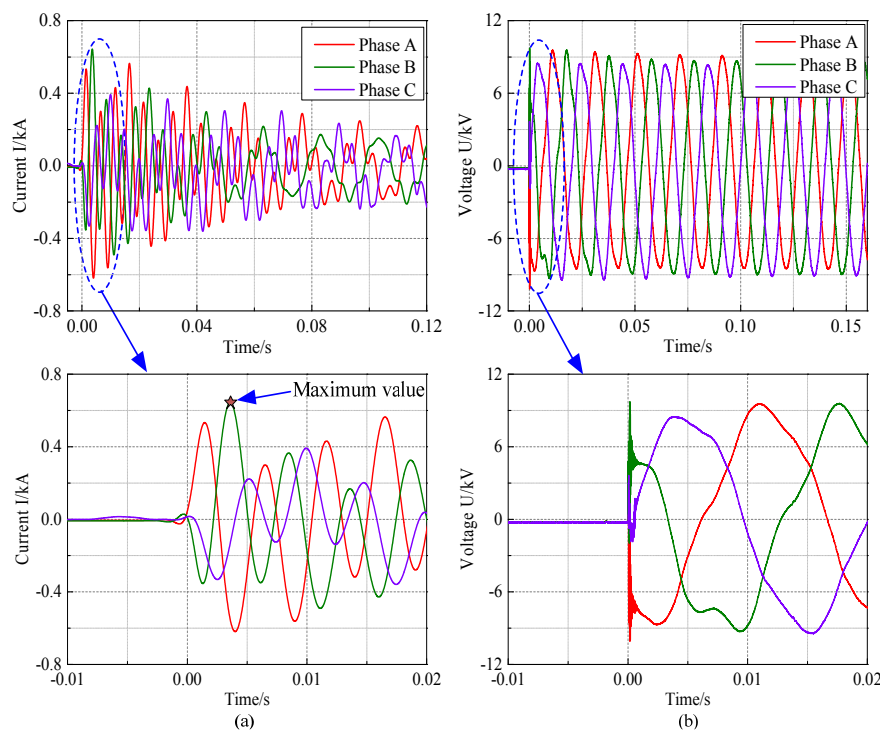 0.8
0.4
0.0
-0.4
-0.8
Current I/kA
Phase A
Phase B
Phase C
0.00
0.04
0.08
0.12
Time/s
12
6
0
-6
-12
Voltage U/kV
Phase A
Phase B
Phase C
0.00
0.05
0.10
0.15
Time/s
0.8
0.4
0.0
-0.4
-0.8
Current I/kA
Maximum value
-0.01
0.00
0.01
0.02
Time/s
(a)
12
6
0
-6
-12
Voltage U/kV
-0.01
0.00
0.01
0.02
Time/s
(b)